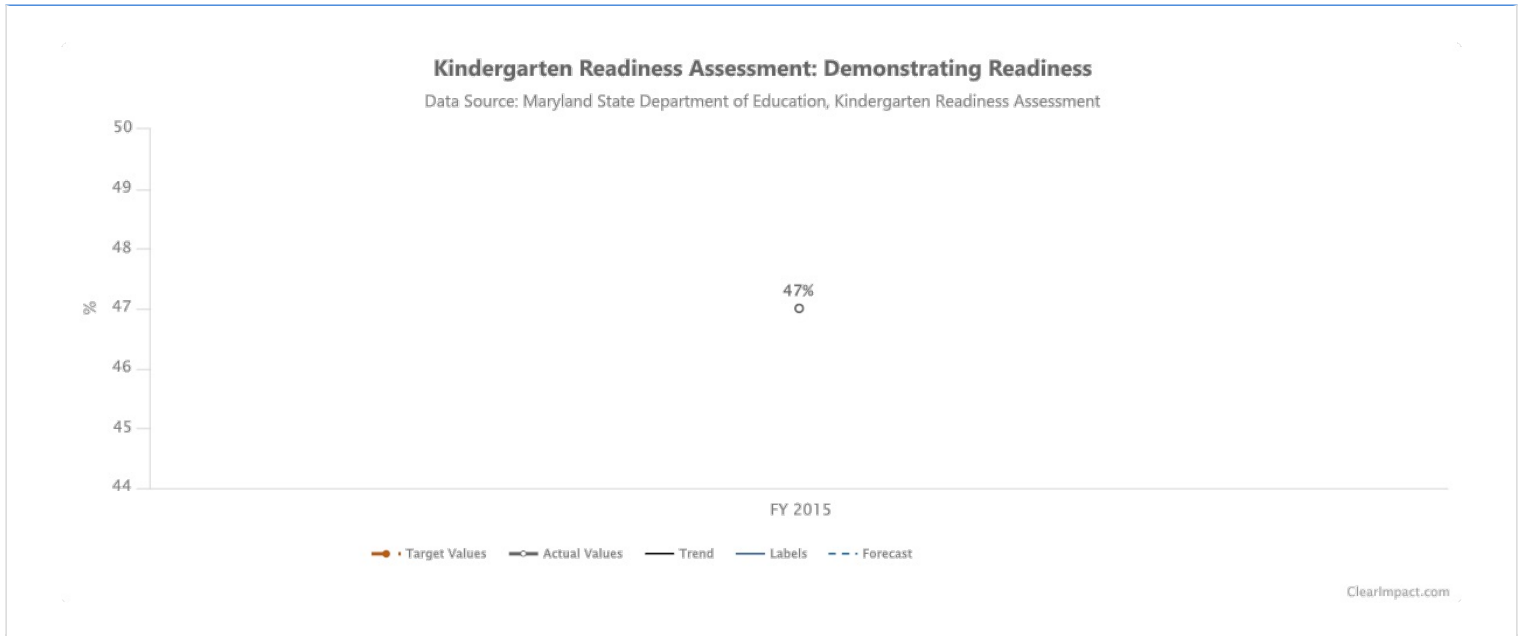 Kindergarten Readiness Assessment: Demonstrating Readiness
Data Source: Maryland State Department of Education, Kindergarten Readiness Assessment
50
49
48
47%
% 47
46
45
44
FY 2015
Target Values Actual Values Trend Labels Forecast
ClearImpact.com